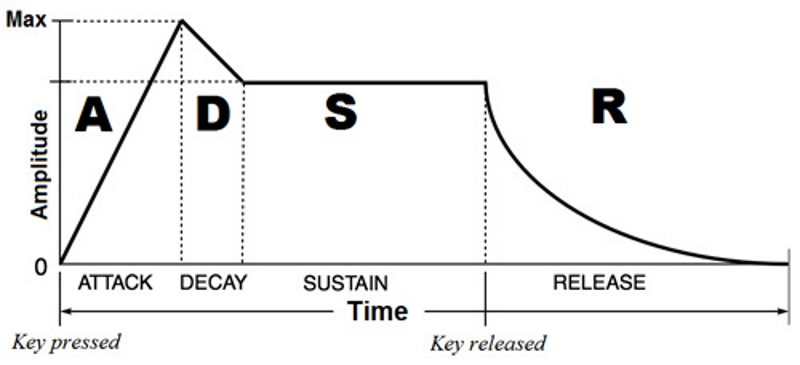 Max
A D S R
Amplitude
0
ATTACK DECAY SUSTAIN RELEASE
Time
Key pressed Key released